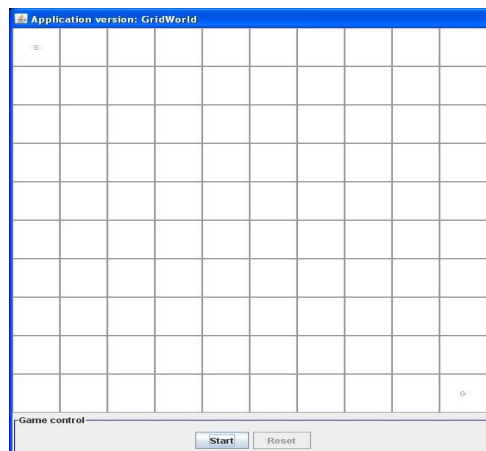 Application version: GridWorld
S
G
Game control
Start Reset